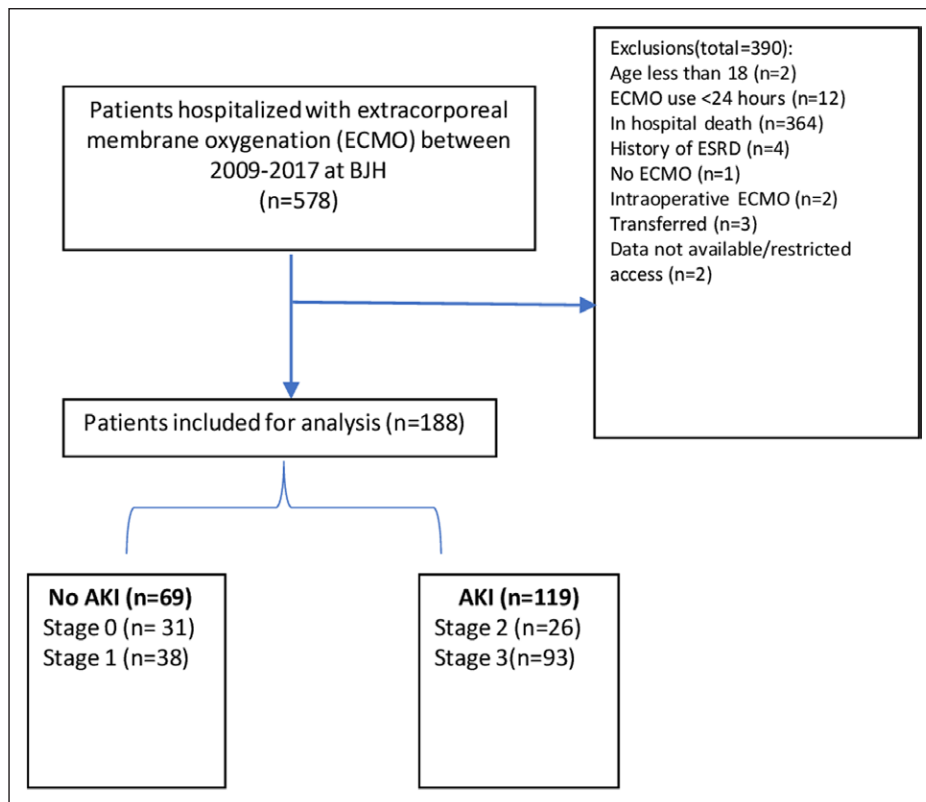 Patients hospitalized with extracorporeal
membrane oxygenation (ECMO) between
2009-2017 at BJH
(n=578)
Exclusions(total=390):
Age less than 18 (n=2)
ECMO use <24 hours (n=12)
In hospital death (n=364)
History of ESRD (n=4)
No ECMO (n=1)
Intraoperative ECMO (n=2)
Transferred (n=3)
Data not available/restricted
access (n=2)
Patients included for analysis (n=188)
No AKI (n=69)
Stage 0 (n= 31)
Stage 1 (n=38)
AKI (n=119)
Stage 2 (n=26)
Stage 3(n=93)